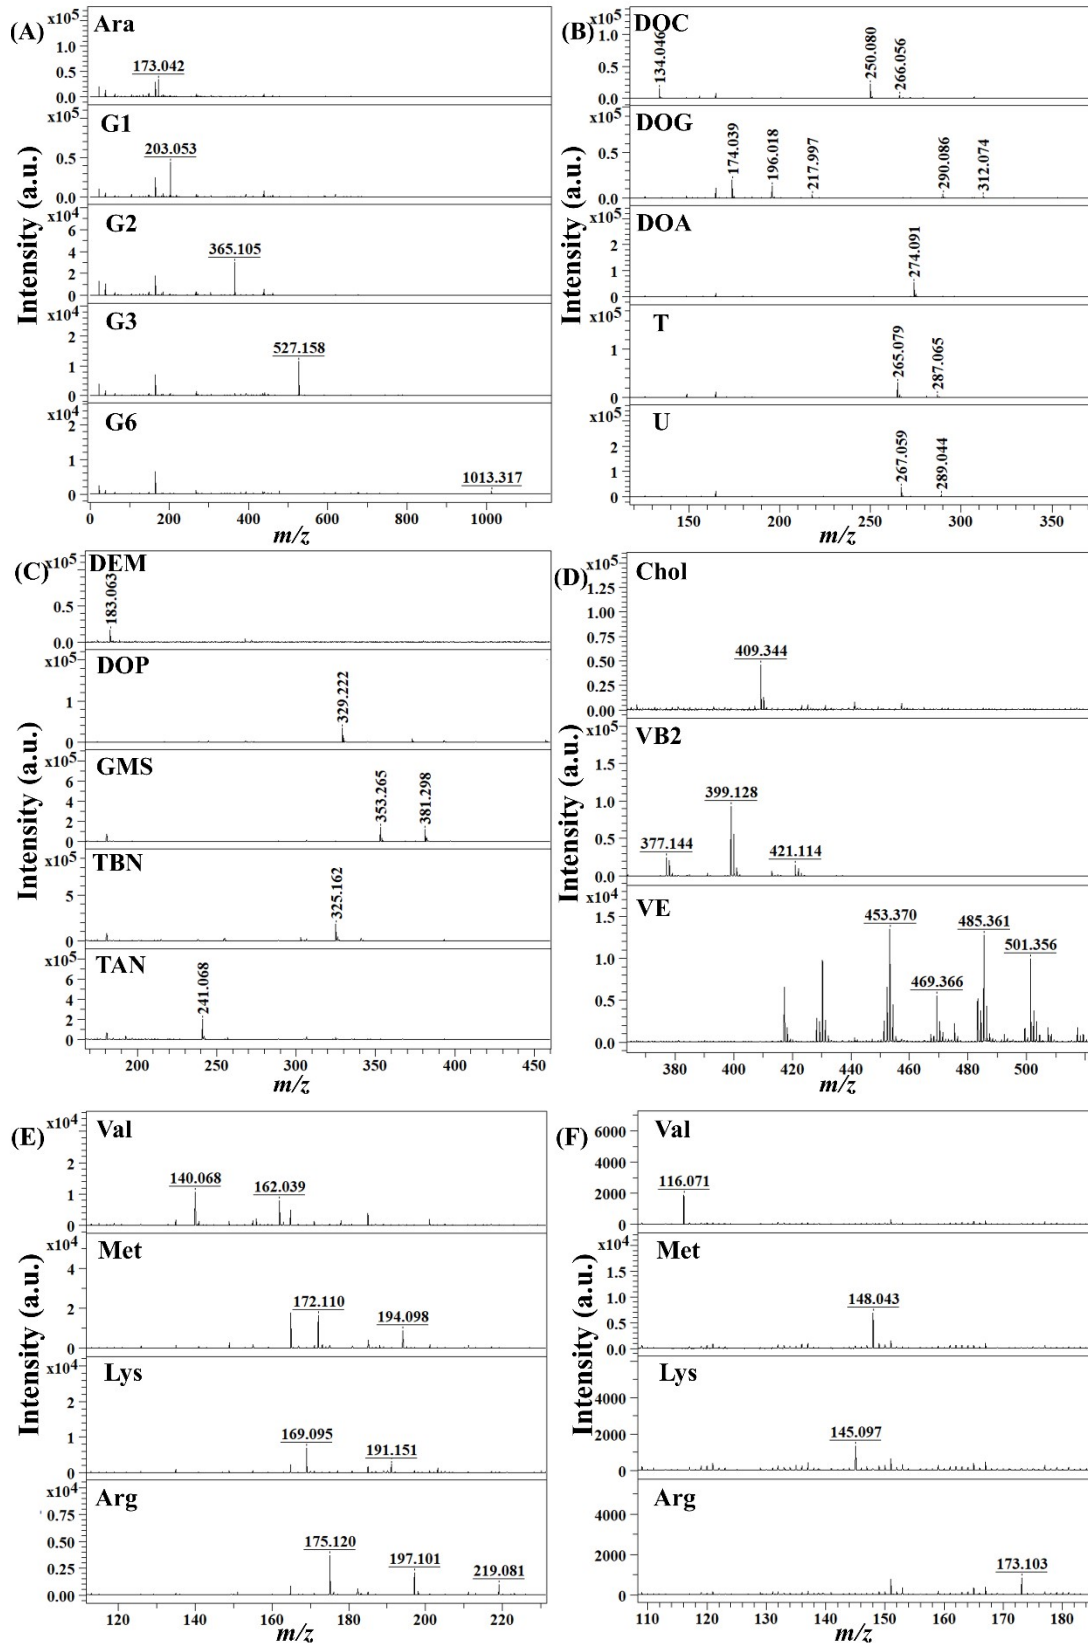 (A)
Intensity (a.u.)
x10⁵
Ara
1.0
0.5
0.0
173.042
x10⁵
G1
0.5
0.0
203.053
x10⁴
G2
6
4
2
0
365.105
x10⁴
G3
2
1
0
527.158
x10⁴
G6
2
1
0
1013.317
0 200 400 600 800 1000
m/z
(B)
Intensity (a.u.)
x10⁵
DOC
1.0
0.5
0.0
134.046
250.080
266.056
x10⁵
DOG
1.0
0.5
0.0
174.039
196.018
217.997
290.086
312.074
x10⁵
DOA
2
1
0
274.091
x10⁵
T
1
0
265.079
287.065
x10⁵
U
2
1
0
267.059
289.044
150 200 250 300 350
m/z
(C)
Intensity (a.u.)
x10⁵
DEM
0.5
0.0
183.063
x10⁵
DOP
1
0
329.222
x10⁵
GMS
6
4
2
0
353.265
381.298
x10⁵
TBN
5
0
325.162
x10⁵
TAN
6
4
2
0
241.068
200 250 300 350 400 450
m/z
(D)
Intensity (a.u.)
x10⁵
Chol
1.25
1.00
0.75
0.50
0.25
0.00
409.344
x10⁵
VB2
1.5
1.0
0.5
0.0
377.144
399.128
421.114
x10⁴
VE
1.5
1.0
0.5
0.0
453.370
469.366
485.361
501.356
380 400 420 440 460 480 500
m/z
(E)
Intensity (a.u.)
x10⁴
Val
2
1
0
140.068
162.039
x10⁴
Met
4
2
0
172.110
194.098
x10⁴
Lys
2
1
0
169.095
191.151
x10⁴
Arg
0.75
0.50
0.25
0.00
175.120
197.101
219.081
120 140 160 180 200 220
m/z
(F)
Intensity (a.u.)
Val
6000
4000
2000
0
116.071
x10⁴
Met
1.5
1.0
0.5
0.0
148.043
Lys
4000
2000
0
145.097
Arg
4000
2000
0
173.103
110 120 130 140 150 160 170 180
m/z